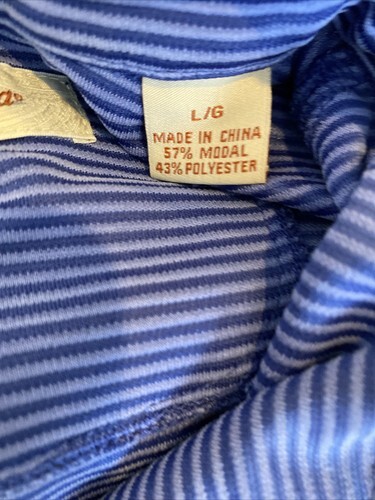 L/G
MADE IN CHINA
57% MODAL
43% POLYESTER